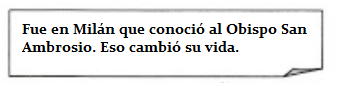 Fue en Milán que conoció al Obispo San
Ambrosio. Eso cambió su vida.